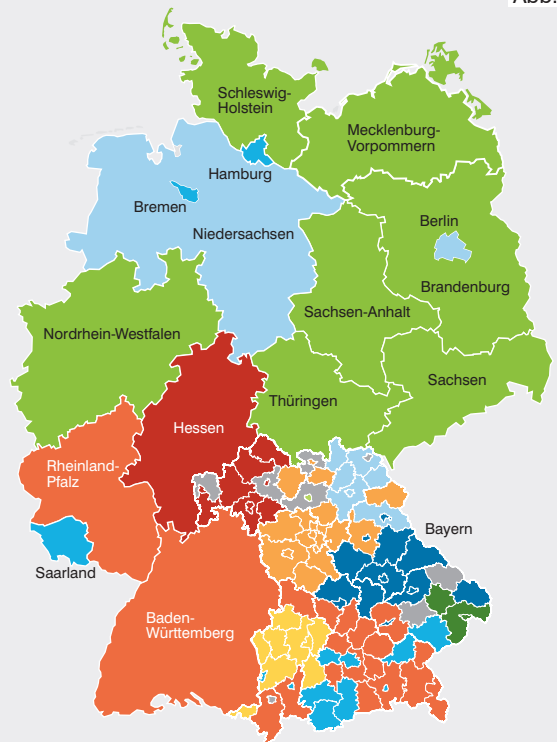 Abb.
Schleswig-
Holstein
Mecklenburg-
Vorpommern
Hamburg
Bremen
Niedersachsen
Berlin
Brandenburg
Sachsen-Anhalt
Nordrhein-Westfalen
Sachsen
Thüringen
Hessen
Rheinland-
Pfalz
Bayern
Saarland
Baden-
Württemberg